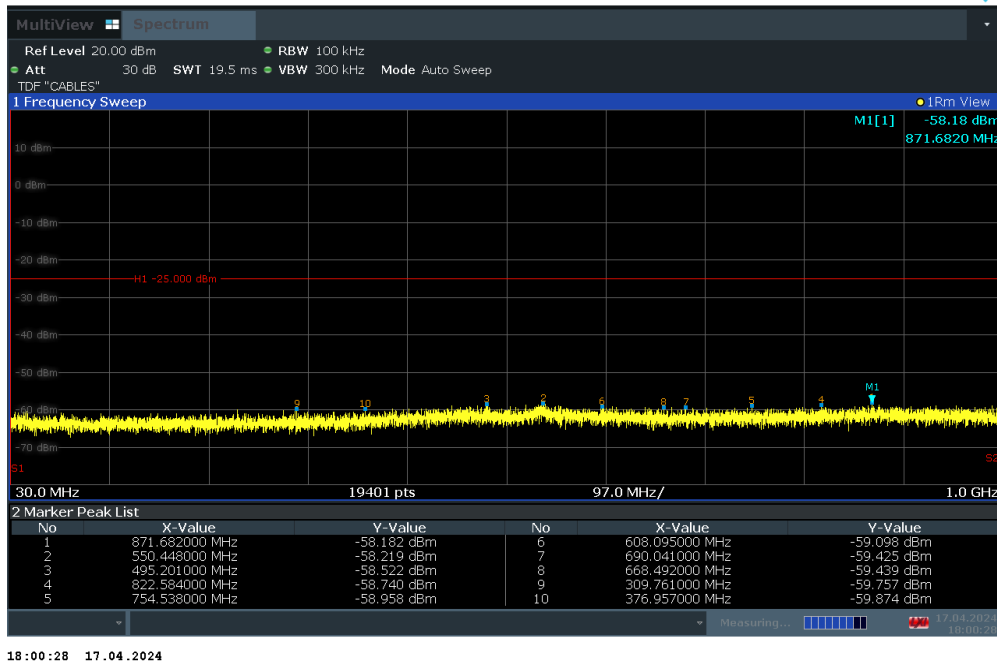 MultiView Spectrum
Ref Level 20.00 dBm RBW 100 kHz
Att 30 dB SWT 19.5 ms VBW 300 kHz Mode Auto Sweep
TDF "CABLES"
1 Frequency Sweep 1Rm View
M1[1] -58.18 dBm
871.6820 MHz
10 dBm
0 dBm
-10 dBm
-20 dBm
H1 -25.000 dBm
-30 dBm
-40 dBm
-50 dBm
M1
9 10 3 2 6 8 7 5 4
-60 dBm
-70 dBm
S1 S2
30.0 MHz 19401 pts 97.0 MHz/ 1.0 GHz
2 Marker Peak List
No X-Value Y-Value No X-Value Y-Value
1 871.682000 MHz -58.182 dBm 6 608.095000 MHz -59.098 dBm
2 550.448000 MHz -58.219 dBm 7 690.041000 MHz -59.425 dBm
3 495.201000 MHz -58.522 dBm 8 668.492000 MHz -59.439 dBm
4 822.584000 MHz -58.740 dBm 9 309.761000 MHz -59.757 dBm
5 754.538000 MHz -58.958 dBm 10 376.957000 MHz -59.874 dBm
Measuring... 17.04.2024
18:00:28
18:00:28 17.04.2024